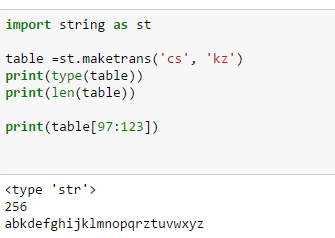 import string as st
table =st.maketrans('cs', 'kz')
print(type(table))
print(len(table))
print(table[97:123])
<type 'str'>
256
abkdefghijklmnopqrztuvwxyz